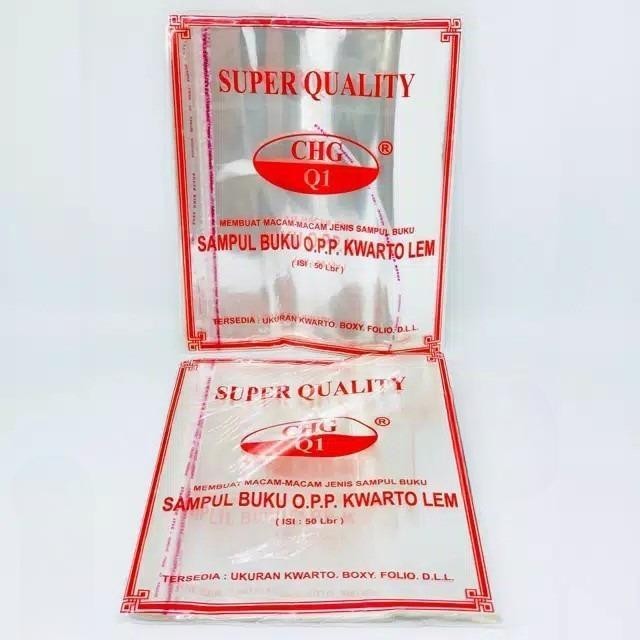 SUPER QUALITY
CHG ®
Q1
MEMBUAT MACAM-MACAM JENIS SAMPUL BUKU
SAMPUL BUKU O.P.P. KWARTO LEM
( ISI : 50 Lbr )
TERSEDIA : UKURAN KWARTO. BOXY. FOLIO. D.L.L.
SUPER QUALITY
CHG ®
Q1
MEMBUAT MACAM-MACAM JENIS SAMPUL BUKU
SAMPUL BUKU O.P.P. KWARTO LEM
( ISI : 50 Lbr )
TERSEDIA : UKURAN KWARTO. BOXY. FOLIO. D.L.L.